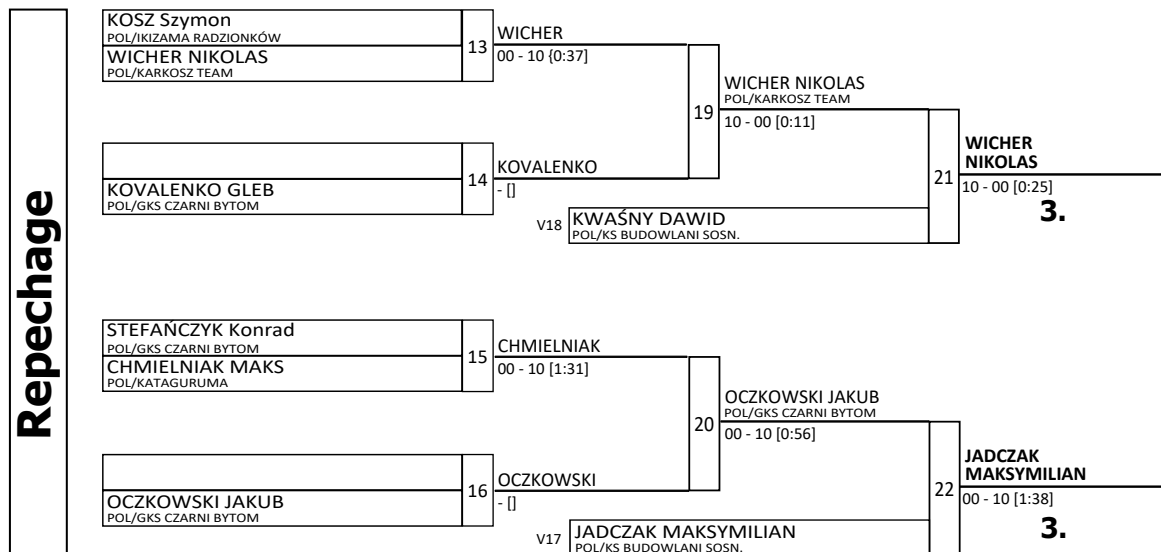 Repechage
KOSZ Szymon
POL/IKIZAMA RADZIONKÓW
WICHER NIKOLAS
POL/KARKOSZ TEAM
13
WICHER
00 - 10 {0:37]
KOVALENKO GLEB
POL/GKS CZARNI BYTOM
14
KOVALENKO
- []
19
WICHER NIKOLAS
POL/KARKOSZ TEAM
10 - 00 [0:11]
V18
KWAŚNY DAWID
POL/KS BUDOWLANI SOSN.
21
WICHER
NIKOLAS
10 - 00 [0:25]
3.
STEFAŃCZYK Konrad
POL/GKS CZARNI BYTOM
CHMIELNIAK MAKS
POL/KATAGURUMA
15
CHMIELNIAK
00 - 10 [1:31]
OCZKOWSKI JAKUB
POL/GKS CZARNI BYTOM
16
OCZKOWSKI
- []
20
OCZKOWSKI JAKUB
POL/GKS CZARNI BYTOM
00 - 10 [0:56]
V17
JADCZAK MAKSYMILIAN
POL/KS BUDOWLANI SOSN.
22
JADCZAK
MAKSYMILIAN
00 - 10 [1:38]
3.